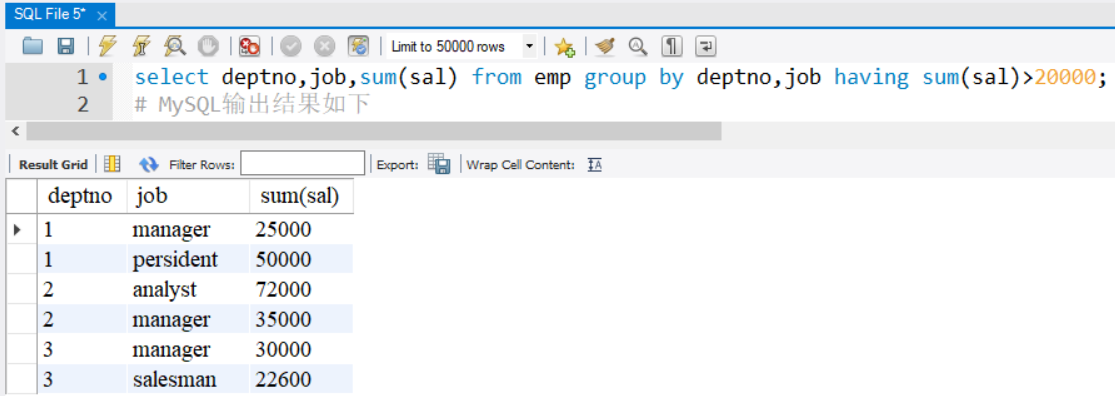 SQL File 5*
Limit to 50000 rows
1 select deptno,job,sum(sal) from emp group by deptno,job having sum(sal)>20000;
2 # MySQL输出结果如下
Result Grid Filter Rows: Export: Wrap Cell Content: IA
deptno job sum(sal)
1 manager 25000
1 persident 50000
2 analyst 72000
2 manager 35000
3 manager 30000
3 salesman 22600